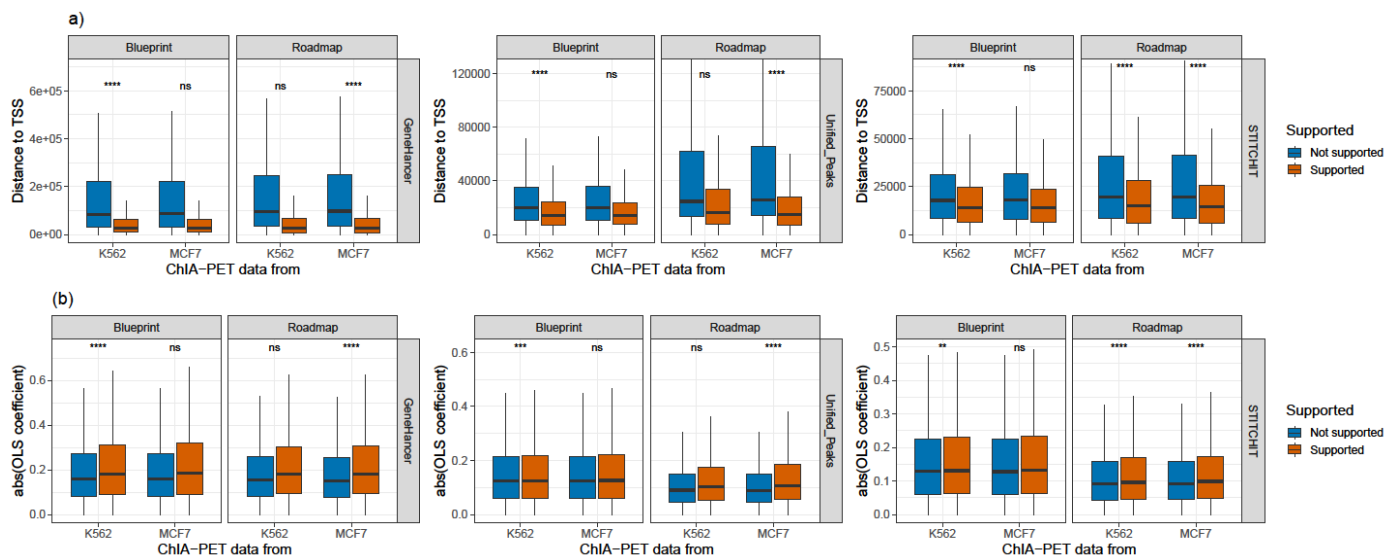 a)
Blueprint
Roadmap
**** ns ns ****
Distance to TSS
6e+05
4e+05
2e+05
0e+00
GeneHancer
K562 MCF7 K562 MCF7
ChIA−PET data from
Blueprint
Roadmap
**** ns ns ****
Distance to TSS
120000
80000
40000
0
Unified_Peaks
K562 MCF7 K562 MCF7
ChIA−PET data from
Blueprint
Roadmap
**** ns **** ****
Distance to TSS
75000
50000
25000
0
STITCHIT
K562 MCF7 K562 MCF7
ChIA−PET data from
Supported
Not supported
Supported
(b)
Blueprint
Roadmap
**** ns ns ****
abs(OLS coefficient)
0.6
0.4
0.2
0.0
GeneHancer
K562 MCF7 K562 MCF7
ChIA−PET data from
Blueprint
Roadmap
*** ns ns ****
abs(OLS coefficient)
0.6
0.4
0.2
0.0
Unified_Peaks
K562 MCF7 K562 MCF7
ChIA−PET data from
Blueprint
Roadmap
** ns **** ****
abs(OLS coefficient)
0.5
0.4
0.3
0.2
0.1
0.0
STITCHIT
K562 MCF7 K562 MCF7
ChIA−PET data from
Supported
Not supported
Supported